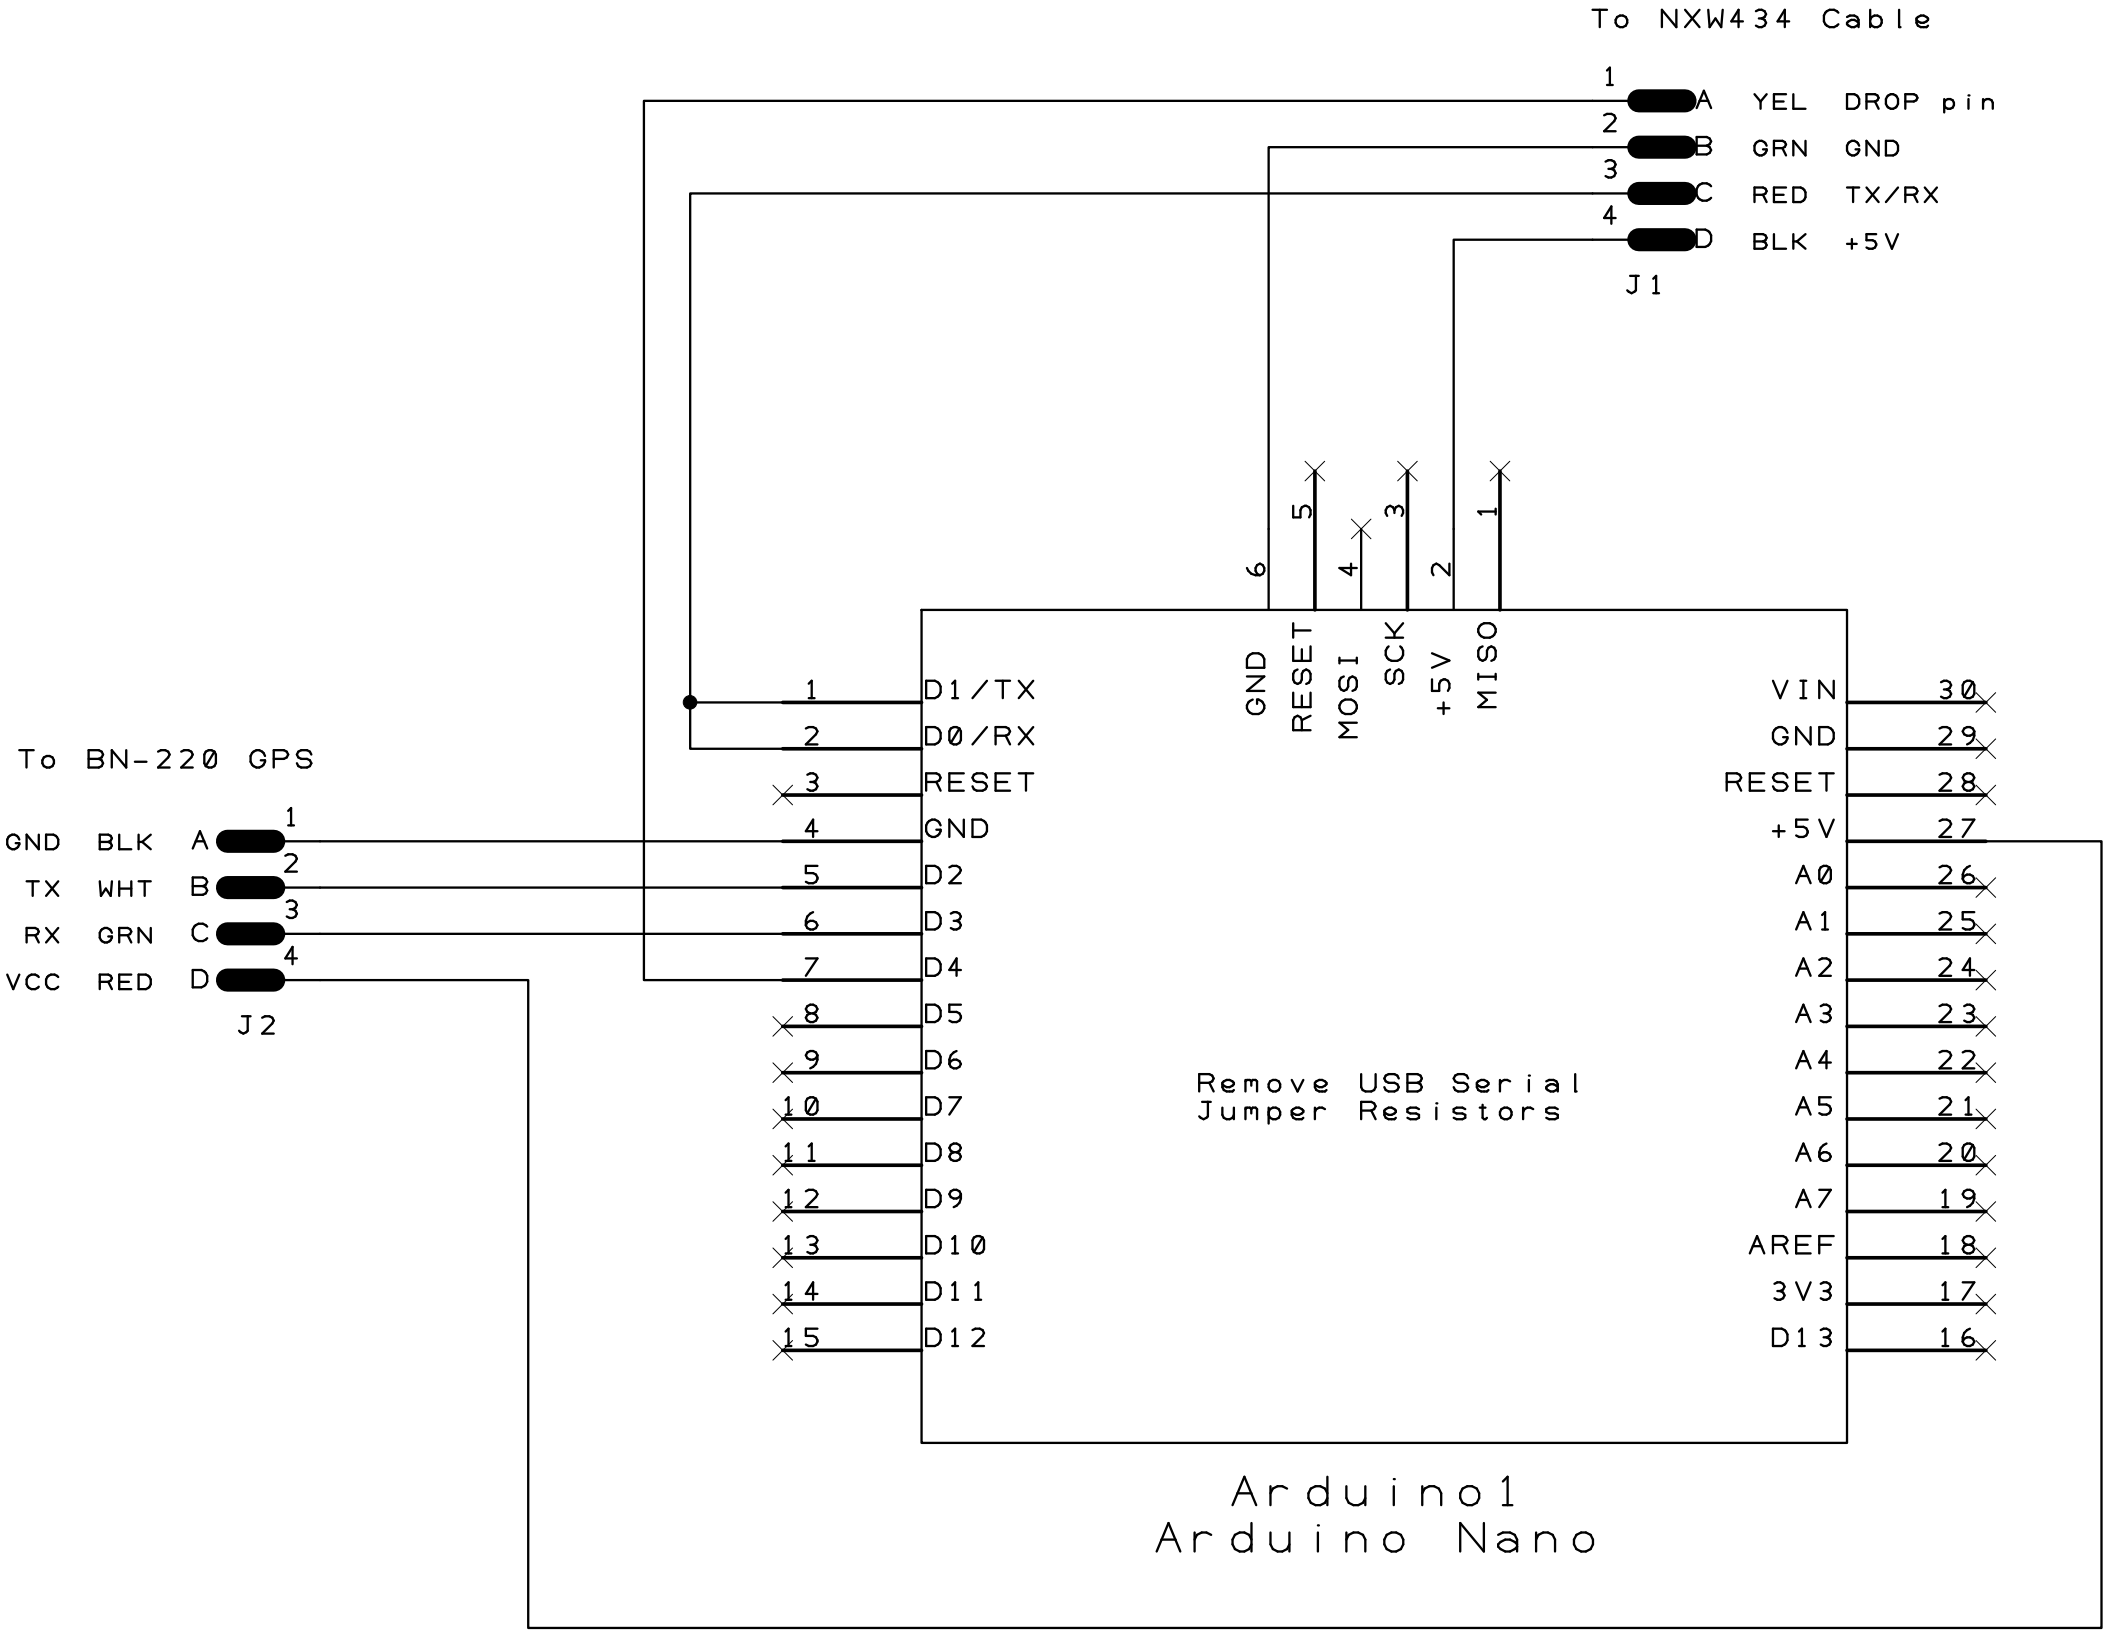 To NXW434 Cable
1
A YEL DROP pin
2
B GRN GND
3
C RED TX/RX
4
D BLK +5V
J1
6 5 4 3 2 1
GND RESET MOSI SCK +5V MISO
1 D1/TX
2 D0/RX
3 RESET
4 GND
5 D2
6 D3
7 D4
8 D5
9 D6
10 D7
11 D8
12 D9
13 D10
14 D11
15 D12
VIN 30
GND 29
RESET 28
+5V 27
A0 26
A1 25
A2 24
A3 23
A4 22
A5 21
A6 20
A7 19
AREF 18
3V3 17
D13 16
To BN-220 GPS
1
GND BLK A
2
TX WHT B
3
RX GRN C
4
VCC RED D
J2
Remove USB Serial
Jumper Resistors
Arduino1
Arduino Nano